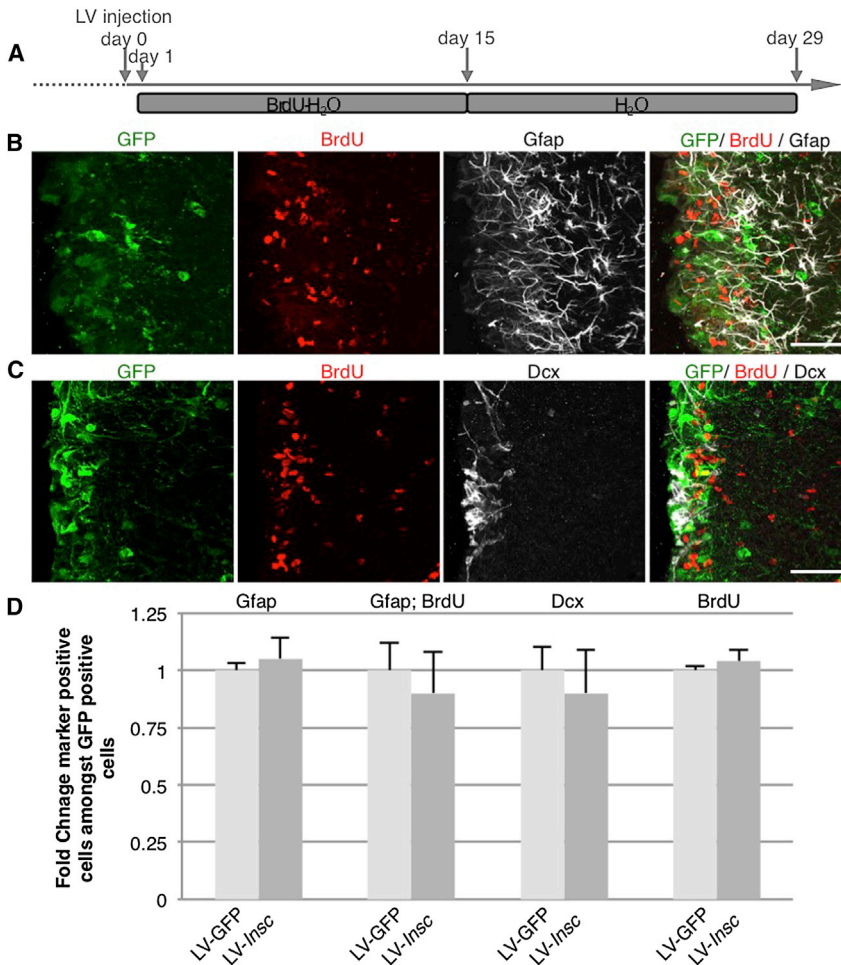 LV injection
day 0
day 1
day 15
day 29
A
BrdU-H₂O
H₂O
B
GFP
BrdU
Gfap
GFP/ BrdU / Gfap
C
GFP
BrdU
Dcx
GFP/ BrdU / Dcx
D
Gfap
Gfap; BrdU
Dcx
BrdU
Fold Chnage marker positive
cells amongst GFP positive
cells
1.25
1
0.75
0.5
0.25
0
LV-GFP
LV-Insc
LV-GFP
LV-Insc
LV-GFP
LV-Insc
LV-GFP
LV-Insc